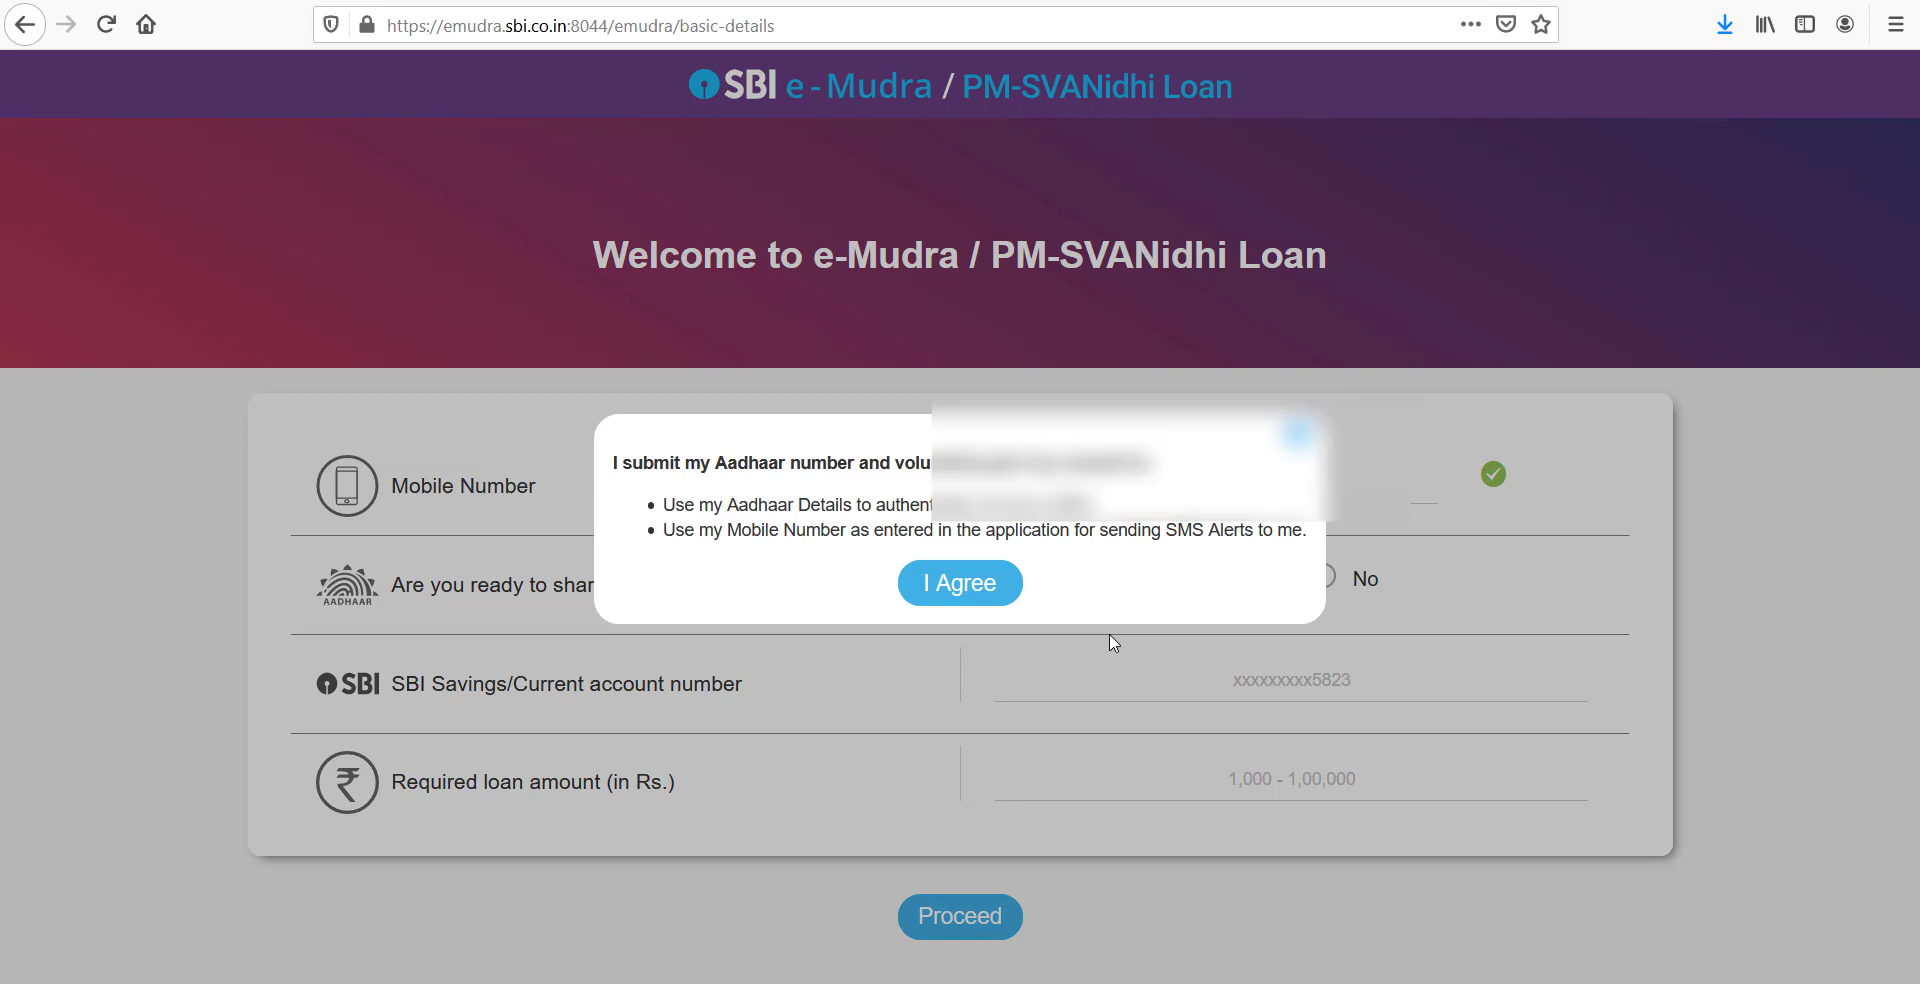 https://emudra.sbi.co.in:8044/emudra/basic-details
SBI e-Mudra / PM-SVANidhi Loan
Welcome to e-Mudra / PM-SVANidhi Loan
I submit my Aadhaar number and
Mobile Number
Use my Aadhaar Details to
Use my Mobile Number as entered in the application for sending SMS Alerts to me.
AADHAAR
Are you ready to
No
I Agree
SBI SBI Savings/Current account number
xxxxxxxxx5823
₹ Required loan amount (in Rs.)
1,000 - 1,00,000
Proceed